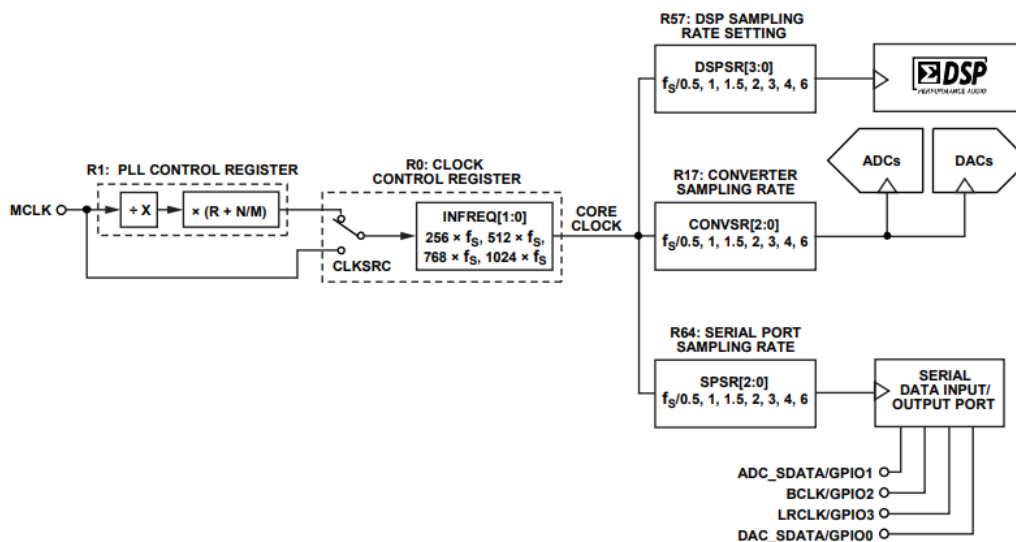 R57: DSP SAMPLING
RATE SETTING
DSPSR[3:0]
fS/0.5, 1, 1.5, 2, 3, 4, 6
ΣDSP
PERFORMANCE AUDIO
R1: PLL CONTROL REGISTER
MCLK
÷ X
× (R + N/M)
R0: CLOCK
CONTROL REGISTER
INFREQ[1:0]
256 × fS, 512 × fS,
768 × fS, 1024 × fS
CLKSRC
CORE
CLOCK
R17: CONVERTER
SAMPLING RATE
CONVSR[2:0]
fS/0.5, 1, 1.5, 2, 3, 4, 6
ADCs
DACs
R64: SERIAL PORT
SAMPLING RATE
SPSR[2:0]
fS/0.5, 1, 1.5, 2, 3, 4, 6
SERIAL
DATA INPUT/
OUTPUT PORT
ADC_SDATA/GPIO1
BCLK/GPIO2
LRCLK/GPIO3
DAC_SDATA/GPIO0